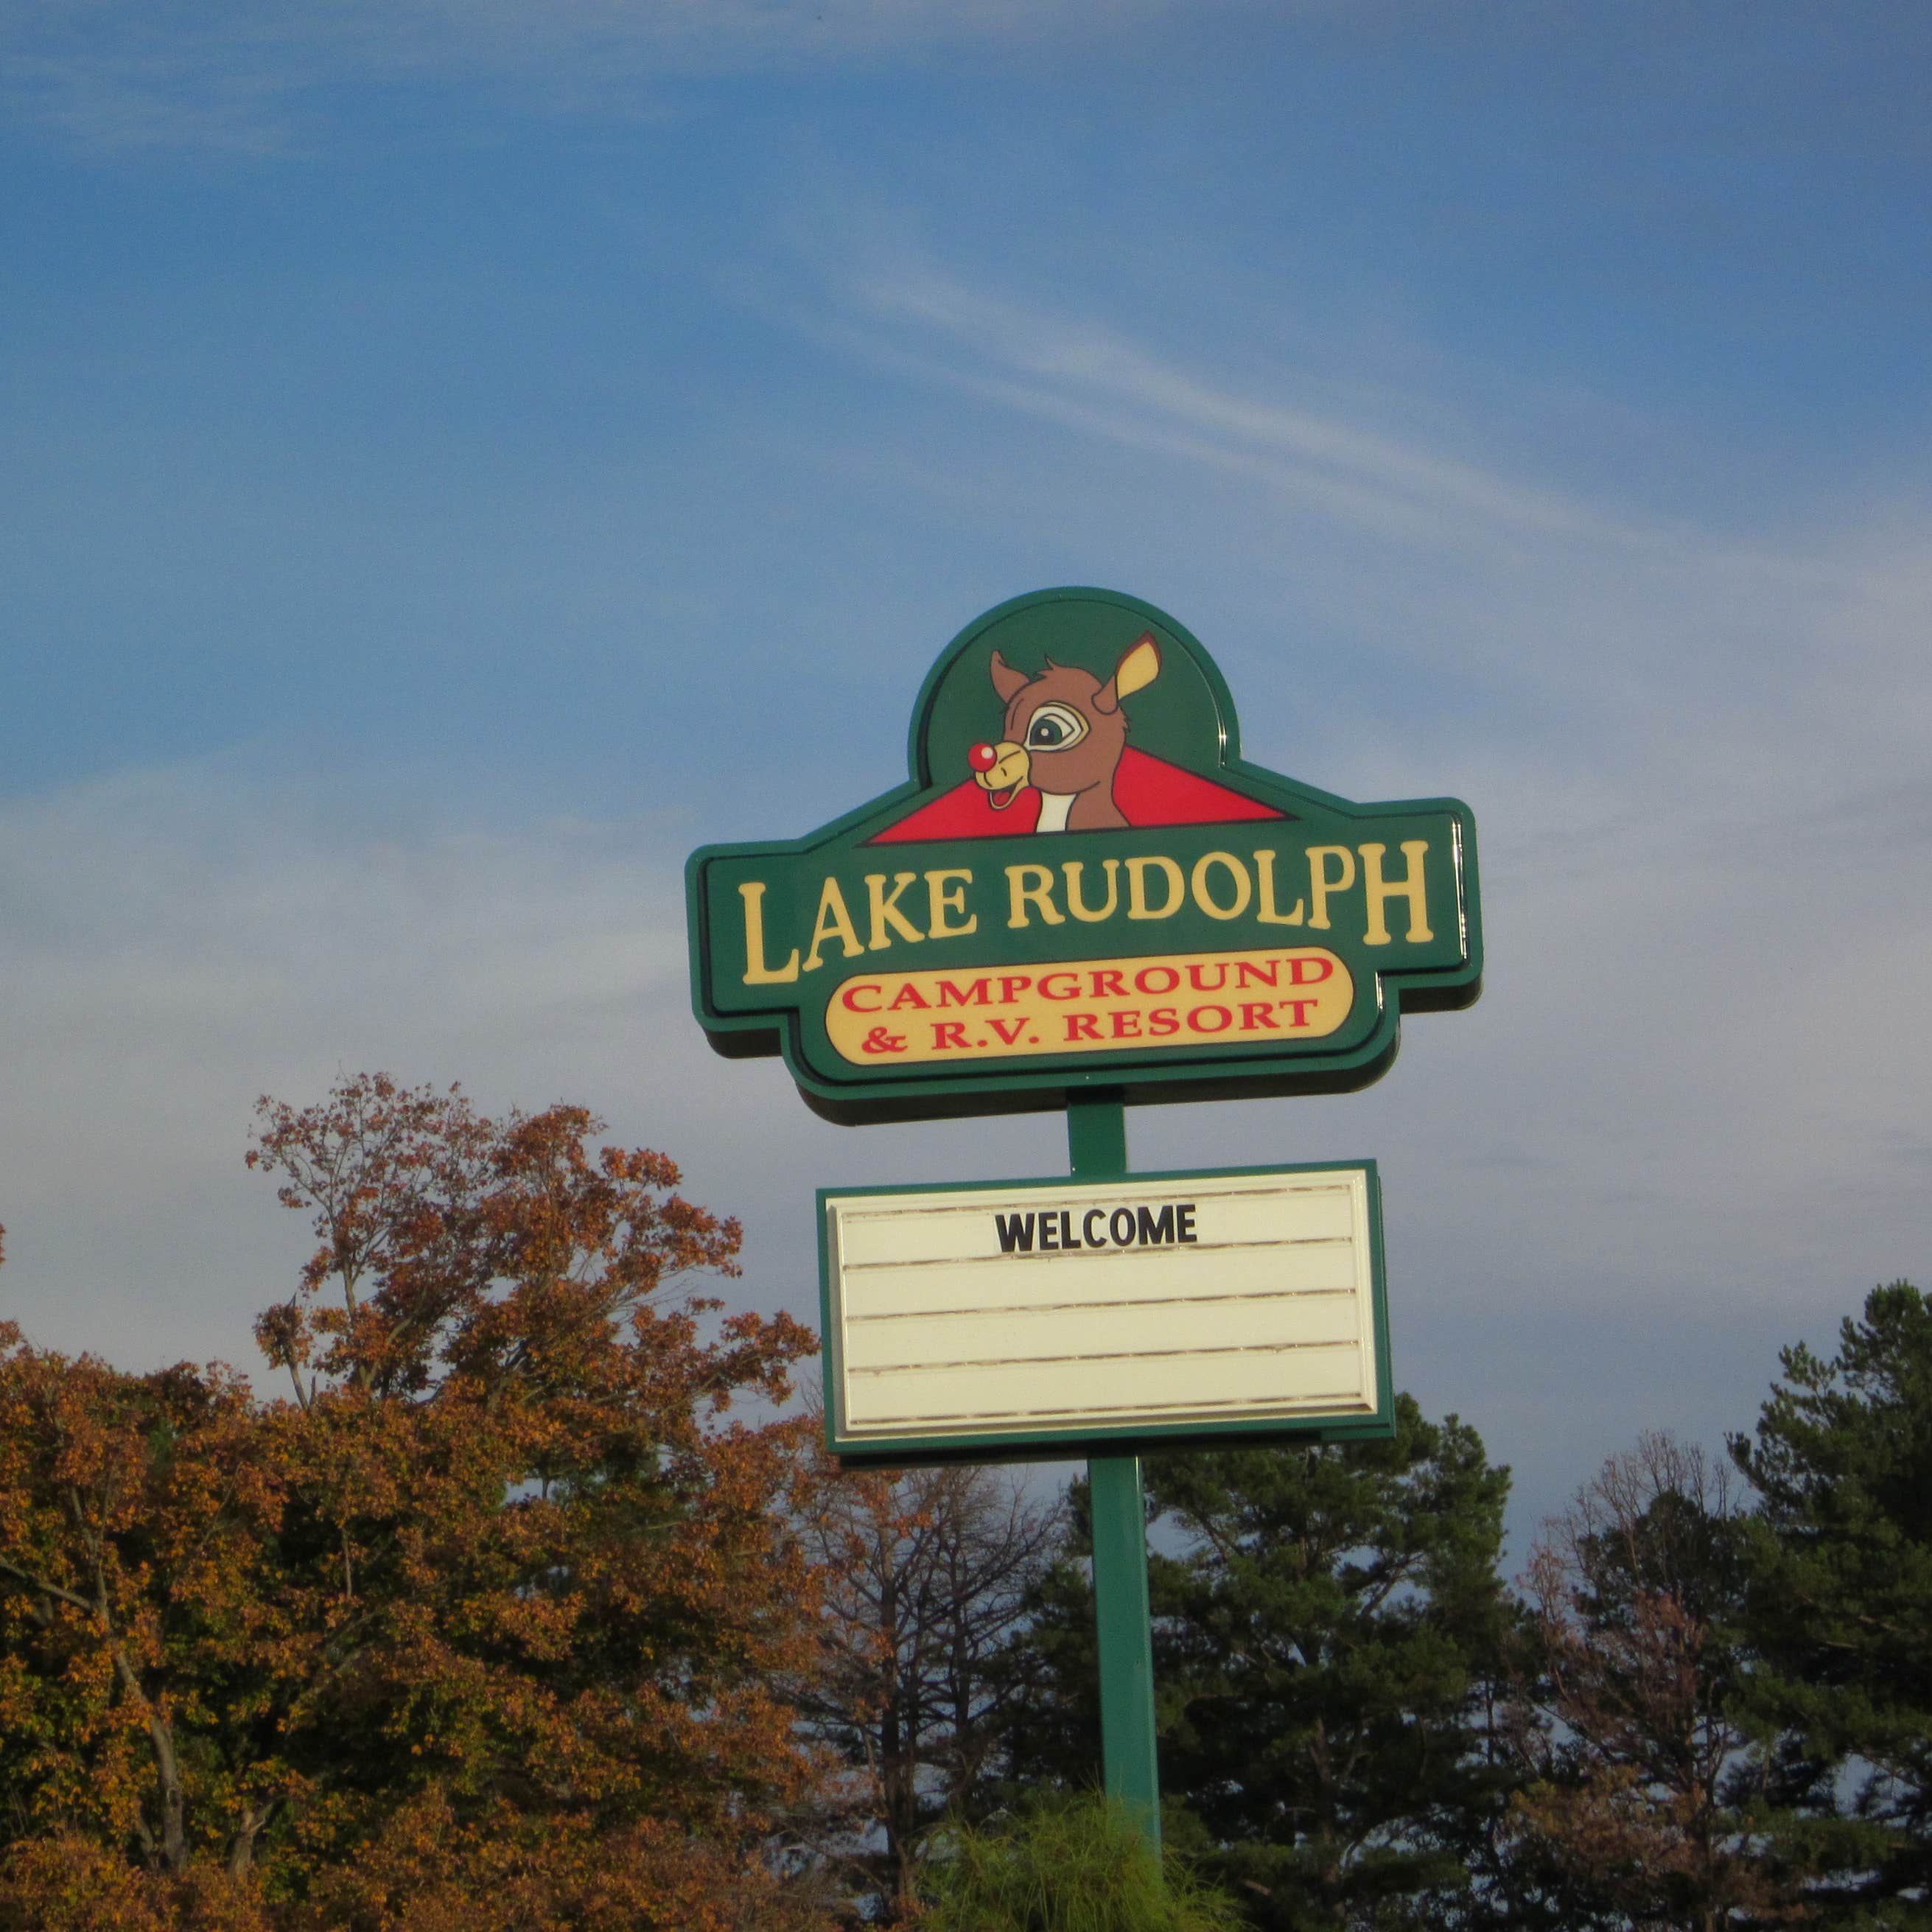 LAKE RUDOLPH
CAMPGROUND
& R.V. RESORT
WELCOME